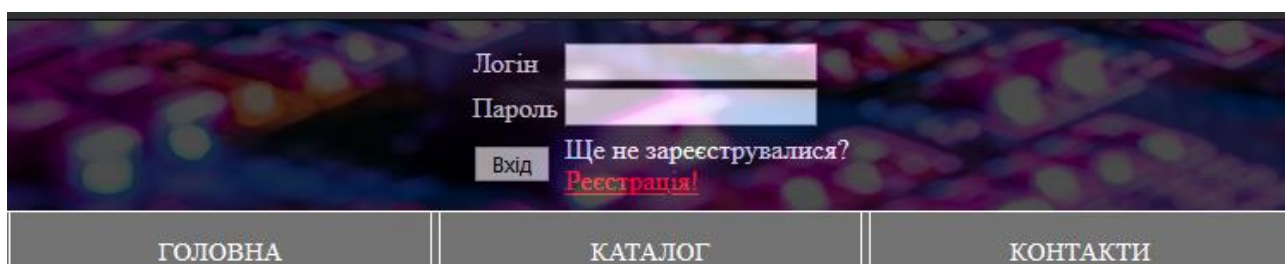 Логін
Пароль
Вхід
Ще не зареєструвалися?
Реєстрація!
ГОЛОВНА КАТАЛОГ КОНТАКТИ